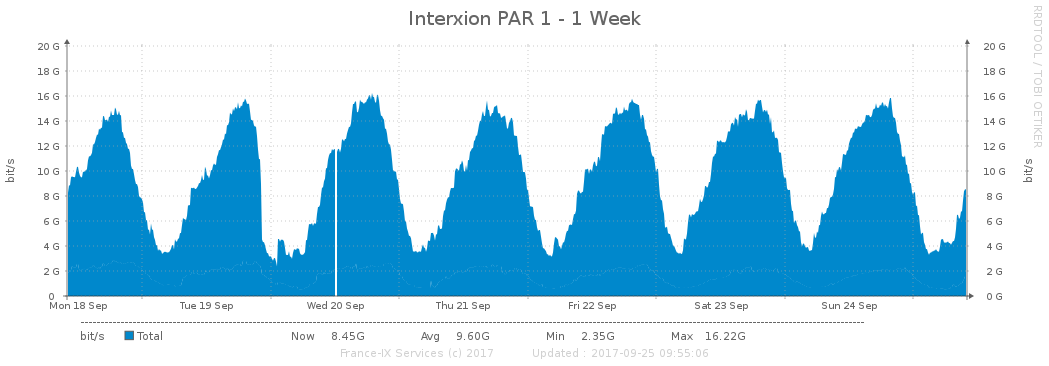 Interxion PAR 1 - 1 Week
RRDTOOL / TOBI OETIKER
20 G 20 G
18 G 18 G
16 G 16 G
14 G 14 G
12 G 12 G
10 G 10 G
8 G 8 G
6 G 6 G
4 G 4 G
2 G 2 G
0 0 G
bit/s bit/s
Mon 18 Sep Tue 19 Sep Wed 20 Sep Thu 21 Sep Fri 22 Sep Sat 23 Sep Sun 24 Sep
bit/s Total Now 8.45G Avg 9.60G Min 2.35G Max 16.22G
France-IX Services (c) 2017 Updated : 2017-09-25 09:55:06